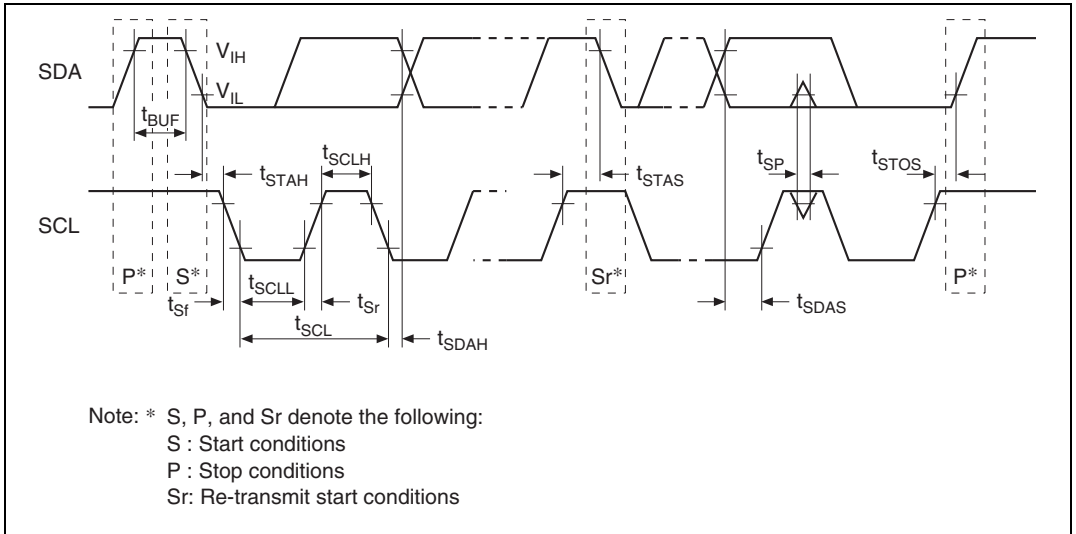 SDA
V_IH
V_IL
t_BUF
t_STAH
t_SCLH
t_STAS
t_SP
t_STOS
SCL
P*
S*
Sr*
P*
t_Sf
t_SCLL
t_Sr
t_SCL
t_SDAH
t_SDAS
Note: * S, P, and Sr denote the following:
S : Start conditions
P : Stop conditions
Sr: Re-transmit start conditions